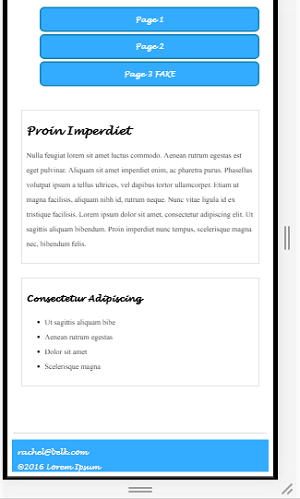 Page 1
Page 2
Page 3 FAKE
Proin Imperdiet
Nulla feugiat lorem sit amet luctus commodo. Aenean rutrum egestas est
eget pulvinar. Aliquam sit amet imperdiet enim, ac pharetra purus. Phasellus
volutpat ipsum a tellus ultrices, vel dapibus tortor ullamcorper. Etiam ut
magna facilisis, aliquam nibh id, rutrum neque. Nunc vitae ligula id ex
tristique facilisis. Lorem ipsum dolor sit amet, consectetur adipiscing elit. Ut
sagittis aliquam bibendum. Proin imperdiet nunc tempus, scelerisque magna
nec, bibendum felis.
Consectetur Adipiscing
Ut sagittis aliquam bibe
Aenean rutrum egestas
Dolor sit amet
Scelerisque magna
rachel@belk.com
©2016 Lorem Ipsum